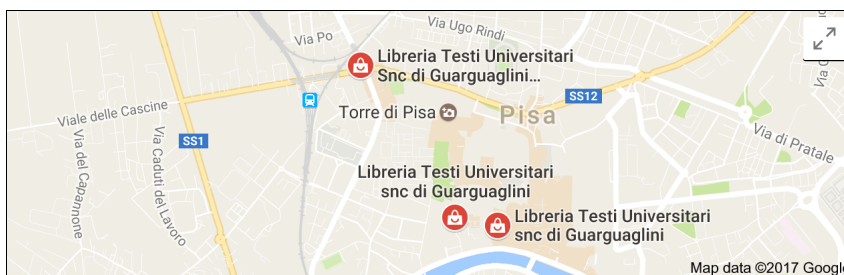 Via Po
Via Ugo Rindi
Libreria Testi Universitari
Snc di Guarguaglini...
Viale delle Cascine
Torre di Pisa
Pisa
SS12
SS1
Via di Pratale
Via del Capannone
Via Caduti del Lavoro
Libreria Testi Universitari
snc di Guarguaglini
Libreria Testi Universitari
snc di Guarguaglini
Map data ©2017 Google